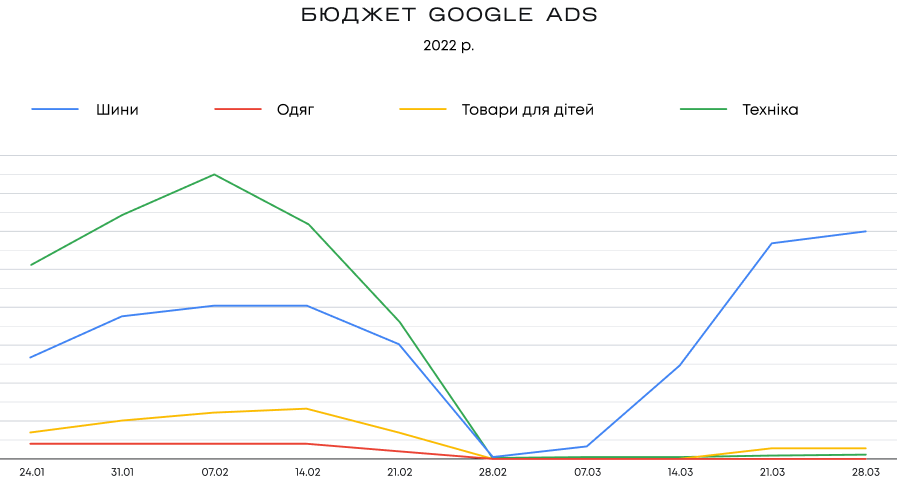 БЮДЖЕТ GOOGLE ADS
2022 р.
Шини Одяг Товари для дітей Техніка
24.01 31.01 07.02 14.02 21.02 28.02 07.03 14.03 21.03 28.03